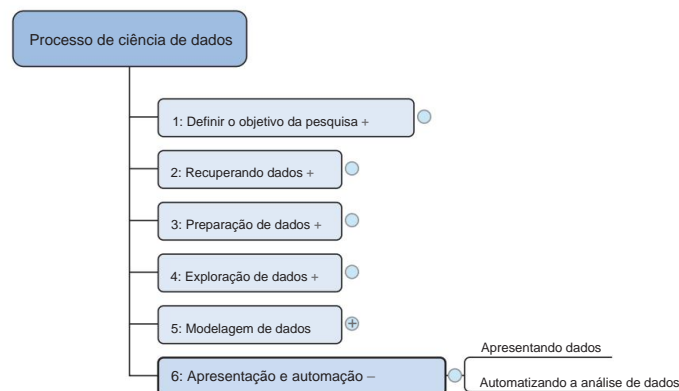 Processo de ciência de dados
1: Definir o objetivo da pesquisa +
2: Recuperando dados +
3: Preparação de dados +
4: Exploração de dados +
5: Modelagem de dados
6: Apresentação e automação –
Apresentando dados
Automatizando a análise de dados